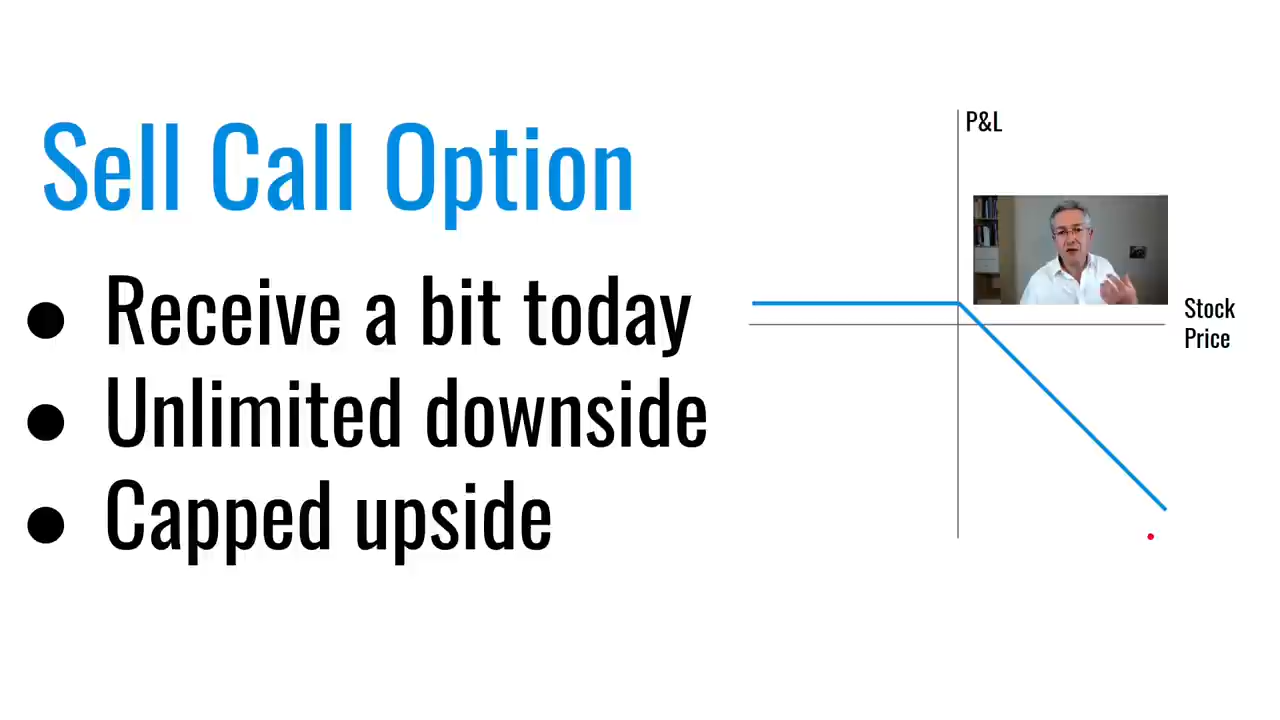 Sell Call Option
Receive a bit today
Unlimited downside
Capped upside
P&L
Stock
Price